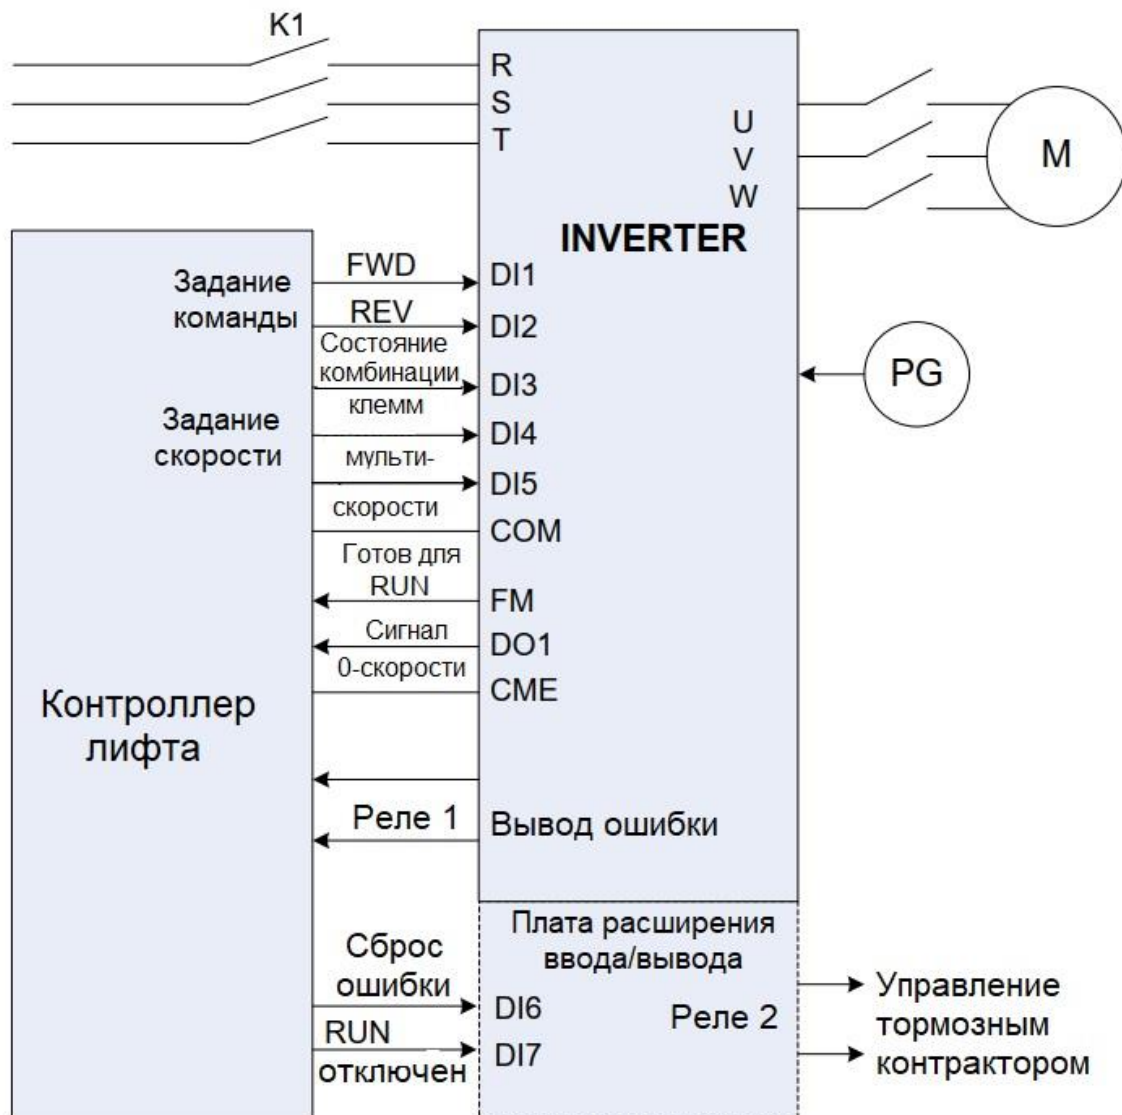 K1
R
S
T
U
V
W
M
INVERTER
Задание
команды
FWD
DI1
REV
DI2
Состояние
комбинации
DI3
клемм
PG
Задание
скорости
DI4
мульти-
DI5
скорости
COM
Готов для
RUN
FM
Сигнал
DO1
0-скорости
CME
Контроллер
лифта
Реле 1
Вывод ошибки
Плата расширения
ввода/вывода
Сброс
ошибки
DI6
Реле 2
RUN
отключен
DI7
Управление
тормозным
контрактором